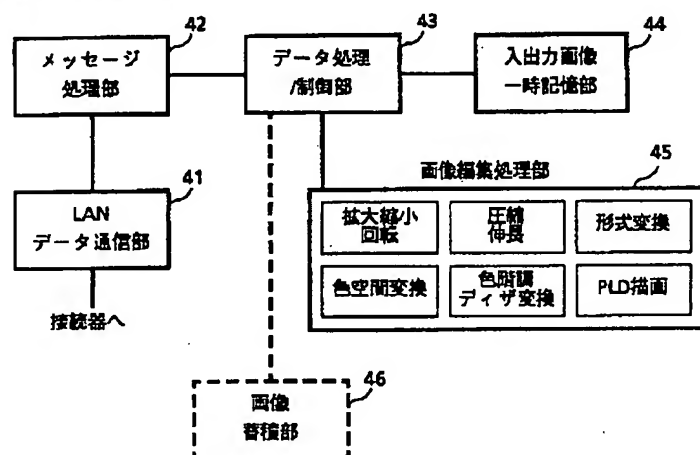 42
メッセージ
処理部
43
データ処理
/制御部
44
入出力画像
一時記憶部
41
LAN
データ通信部
接続器へ
画像編集処理部
45
拡大縮小
回転
圧縮
伸長
形式変換
色空間変換
色階調
ディザ変換
PLD描画
46
画像
蓄積部